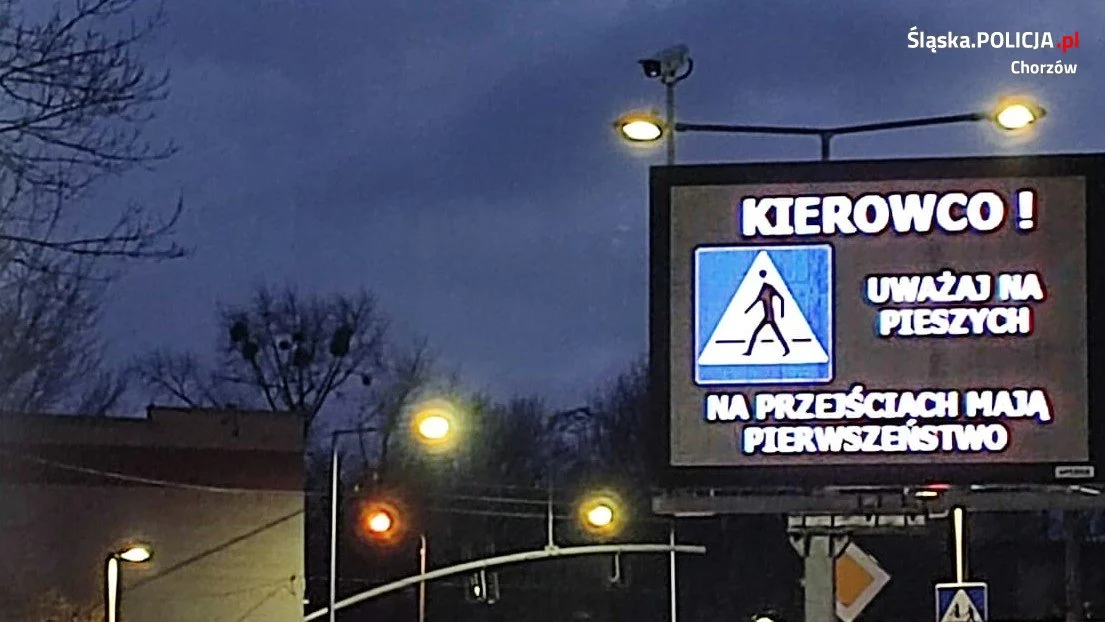 Śląska.POLICJA.pl
Chorzów
KIEROWCO !
UWAŻAJ NA
PIESZYCH
NA PRZEJŚCIACH MAJĄ
PIERWSZEŃSTWO